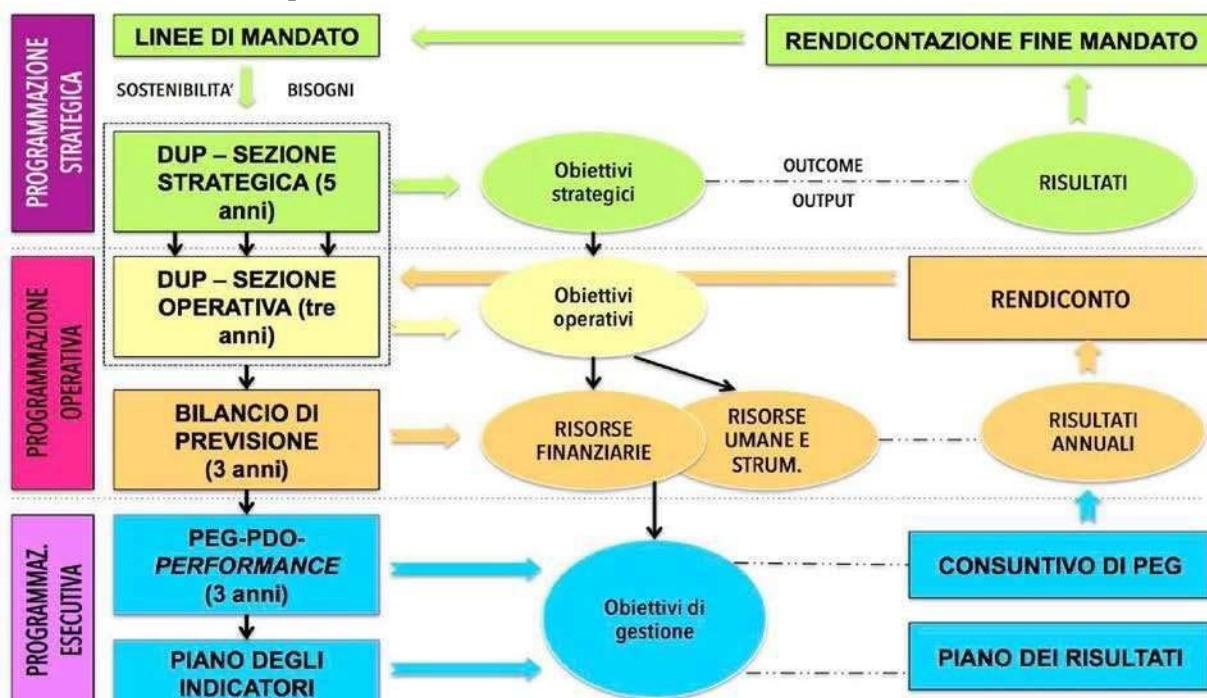 PROGRAMMAZIONE
STRATEGICA
LINEE DI MANDATO
RENDICONTAZIONE FINE MANDATO
SOSTENIBILITA'
BISOGNI
DUP – SEZIONE
STRATEGICA (5
anni)
Obiettivi
strategici
OUTCOME
OUTPUT
RISULTATI
PROGRAMMAZIONE
OPERATIVA
DUP – SEZIONE
OPERATIVA (tre
anni)
Obiettivi
operativi
RENDICONTO
BILANCIO DI
PREVISIONE
(3 anni)
RISORSE
FINANZIARIE
RISORSE
UMANE E
STRUM.
RISULTATI
ANNUALI
PROGRAMMAZ.
ESECUTIVA
PEG-PDO-
PERFORMANCE
(3 anni)
Obiettivi di
gestione
CONSUNTIVO DI PEG
PIANO DEGLI
INDICATORI
PIANO DEI RISULTATI